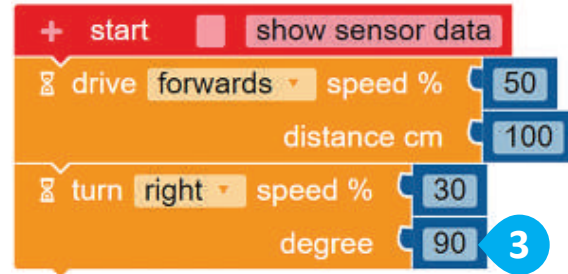 + start show sensor data
drive forwards speed % 50
distance cm 100
turn right speed % 30
degree 90 3